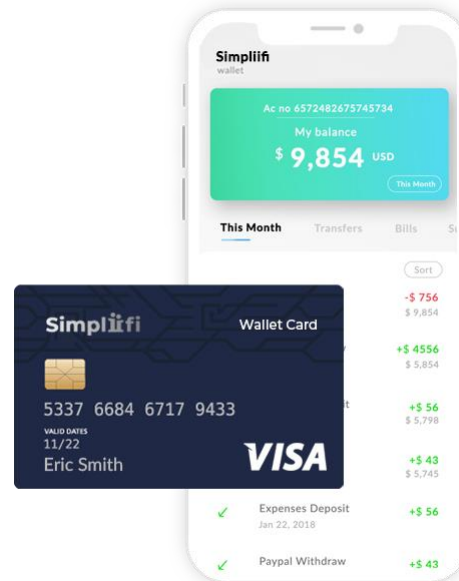 Simpliifi
wallet
Ac no 6572482675745734
My balance
$ 9,854 USD
This Month
This Month Transfers Bills
Sort
-$ 756
$ 9,854
+$ 4556
$ 5,854
+$ 56
$ 5,798
+$ 43
$ 5,745
Simpliifi Wallet Card
5337 6684 6717 9433
VALID DATES
11/22
Eric Smith VISA
Expenses Deposit +$ 56
Jan 22, 2018
Paypal Withdraw +$ 43